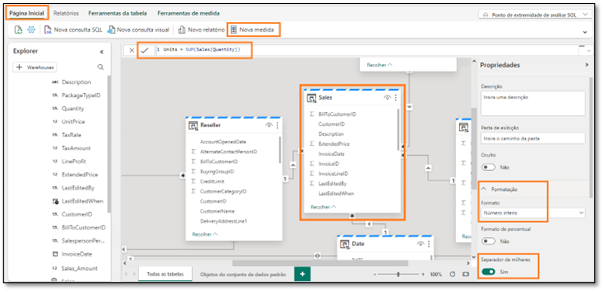 Página Inicial Relatórios Ferramentas da tabela Ferramentas de medida
Ponto de extremidade de análise SQL
Nova consulta SQL Nova consulta visual Novo relatório Nova medida
Explorer
+ Warehouses
Description
PackageTypeID
Quantity
UnitPrice
TaxRate
TaxAmount
LineProfit
ExtendedPrice
LastEditedBy
LastEditedWhen
CustomerID
BillToCustomerID
SalespersonPer...
InvoiceDate
Sales_Amount
1 Units = SUM(Sales[Quantity])
Recolher
Reseller
AccountOpenedDate
AlternateContactPersonID
BillToCustomerID
BuyingGroupID
CreditLimit
CustomerCategoryID
CustomerID
CustomerName
DeliveryAddressLine1
Recolher
Sales
BillToCustomerID
CustomerID
Description
ExtendedPrice
InvoiceDate
InvoiceID
InvoiceLineID
LastEditedBy
LastEditedWhen
Recolher
1
1
Date
Todas as tabelas Objetos do conjunto de dados padrão +
100%
Propriedades
Descrição
Insira uma descrição
Pasta de exibição
Insira o caminho da pasta
Oculto
Não
Formatação
Formato
Número inteiro
Formato de percentual
Não
Separador de milhares
Sim